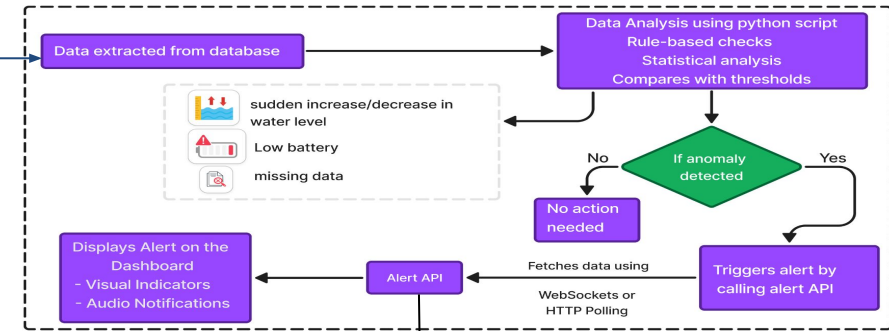 Data extracted from database
Data Analysis using python script
Rule-based checks
Statistical analysis
Compares with thresholds
sudden increase/decrease in
water level
Low battery
missing data
If anomaly
detected
No
Yes
No action
needed
Triggers alert by
calling alert API
Fetches data using
WebSockets or
HTTP Polling
Alert API
Displays Alert on the
Dashboard
- Visual Indicators
- Audio Notifications